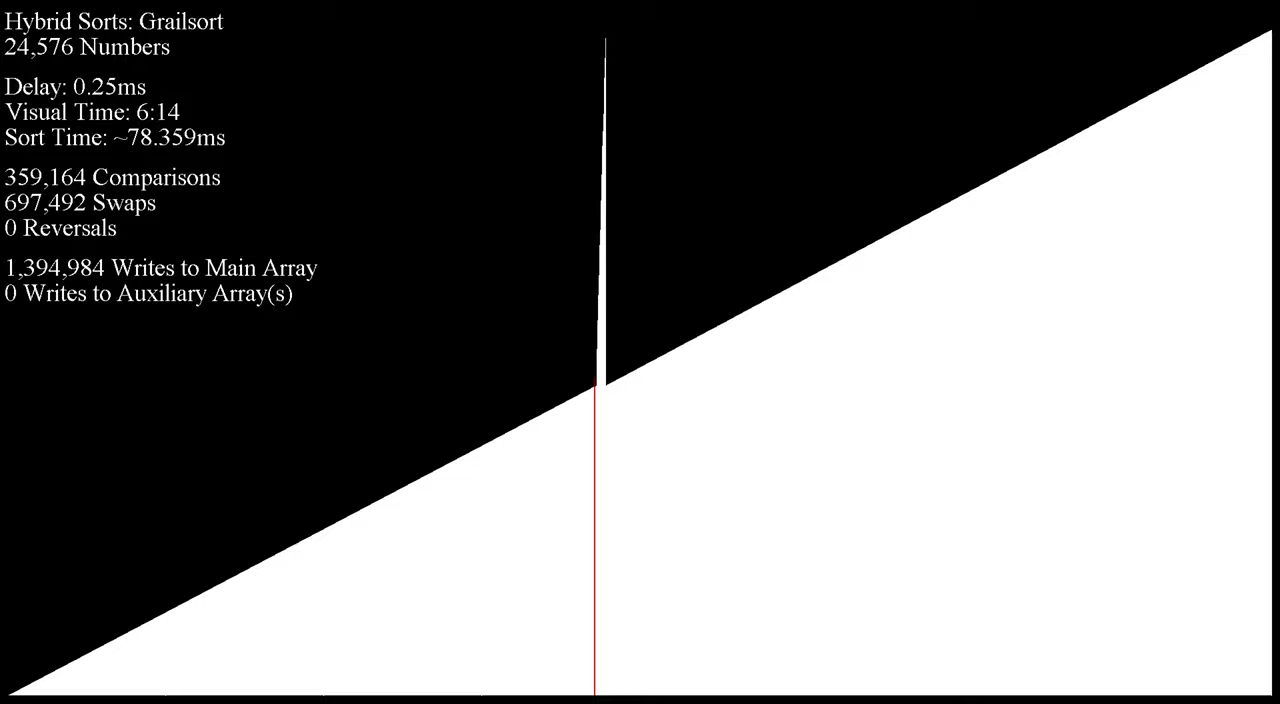 Hybrid Sorts: Grailsort
24,576 Numbers
Delay: 0.25ms
Visual Time: 6:14
Sort Time: ~78.359ms
359,164 Comparisons
697,492 Swaps
0 Reversals
1,394,984 Writes to Main Array
0 Writes to Auxiliary Array(s)